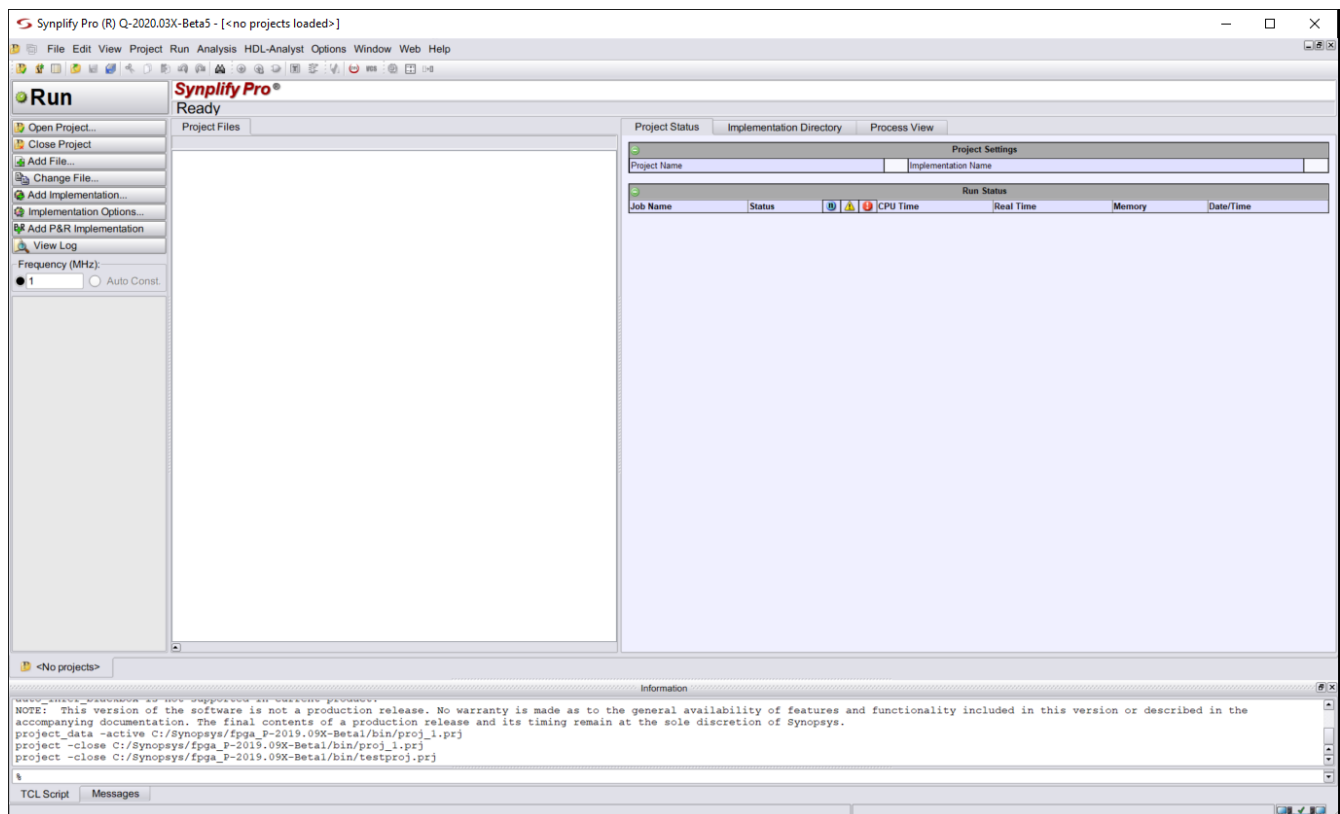 Synplify Pro (R) Q-2020.03X-Beta5 - [<no projects loaded>]
File Edit View Project Run Analysis HDL-Analyst Options Window Web Help
Run
Synplify Pro®
Ready
Open Project...
Close Project
Add File...
Change File...
Add Implementation...
Implementation Options...
Add P&R Implementation
View Log
Frequency (MHz):
1 Auto Const.
Project Files
Project Status Implementation Directory Process View
Project Settings
Project Name Implementation Name
Run Status
Job Name Status CPU Time Real Time Memory Date/Time
<No projects>
Information
auto_infer_blackbox is not supported in current product.
NOTE: This version of the software is not a production release. No warranty is made as to the general availability of features and functionality included in this version or described in the
accompanying documentation. The final contents of a production release and its timing remain at the sole discretion of Synopsys.
project_data -active C:/Synopsys/fpga_P-2019.09X-Beta1/bin/proj_1.prj
project -close C:/Synopsys/fpga_P-2019.09X-Beta1/bin/proj_1.prj
project -close C:/Synopsys/fpga_P-2019.09X-Beta1/bin/testproj.prj
%
TCL Script Messages